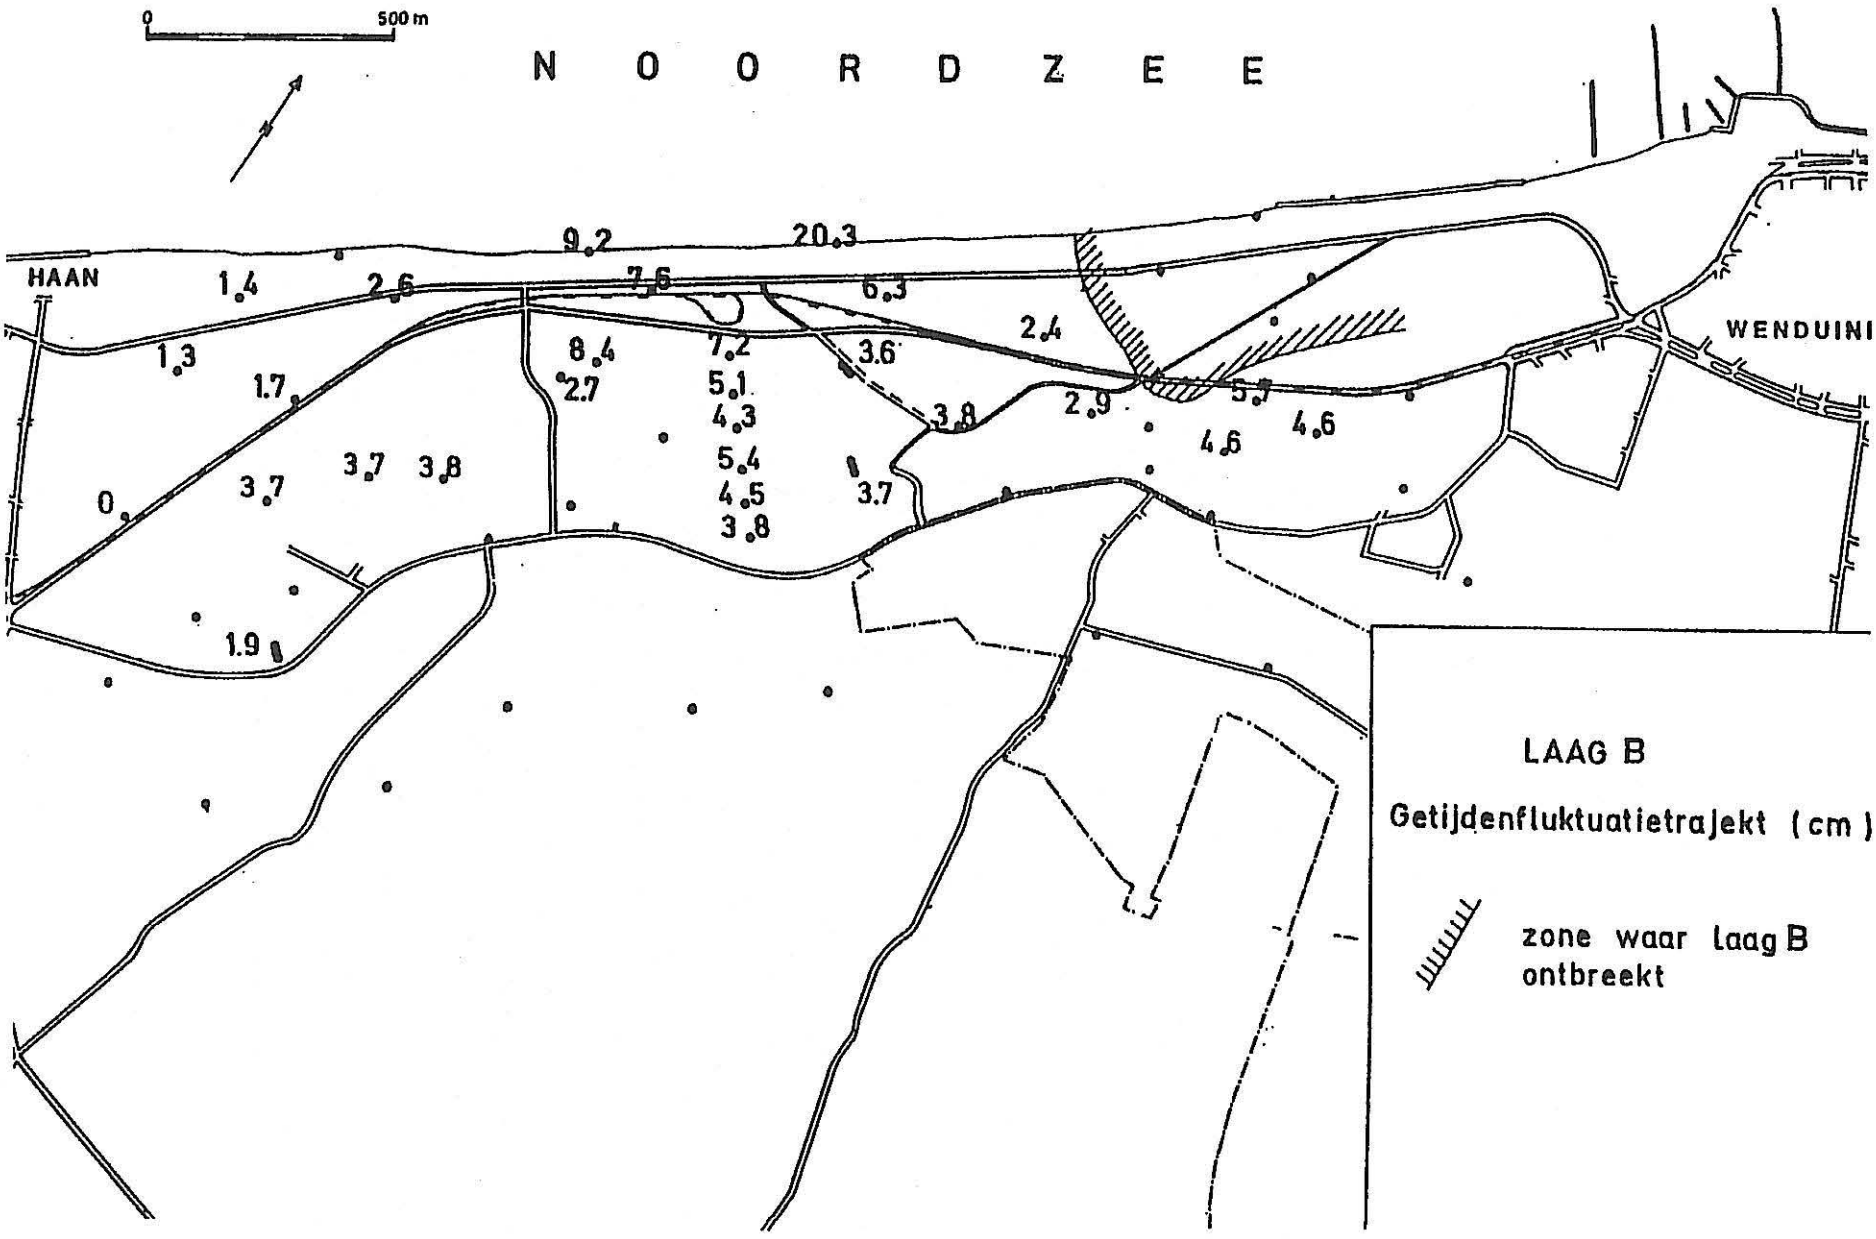 0 500 m
N O O R D Z E E
N
9.2 20.3
HAAN
1.4 2.6 7.6 6.3
2.4
WENDUINI
1.3 8.4 7.2 3.6
1.7 2.7 5.1 3.8 2.9 5.7
4.3 4.6 4.6
3.7 3.7 3.8 5.4
0 4.5 3.7
3.8
1.9
LAAG B
Getijdenfluktuatietrajekt (cm)
zone waar laag B
ontbreekt